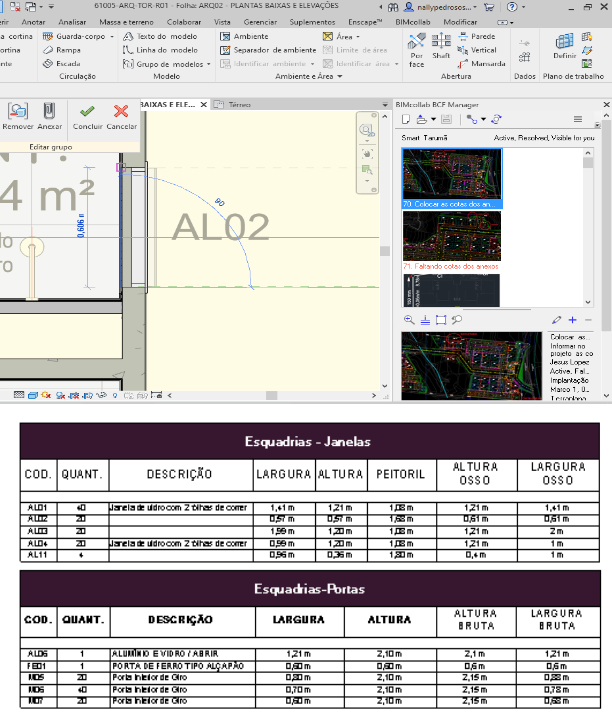 61005-ARQ-TOR-R01 - Folha: ARQ02 - PLANTAS BAIXAS E ELEVAÇÕES
nallypedrosos...
Anotar Analisar Massa e terreno Colaborar Vista Gerenciar Suplementos Enscape™ BIMcollab Modificar
Guarda-corpo Texto do modelo Ambiente Área Parede
Rampa Linha do modelo Separador de ambiente Limite de área Por face Shaft Vertical Definir
Escada Grupo de modelos Identificar ambiente Identificar área Mansarda
Circulação Modelo Ambiente e Área Abertura Dados Plano de trabalho
BAIXAS E ELE... Térreo
BIMcollab BCF Manager
Remover Anexar Concluir Cancelar
Editar grupo
Smart Tarumã Active, Resolved, Visible for you
4 m²
0,606 m
90
AL02
70. Colocar as cotas dos an...
71. Faltando cotas dos anexos
Colocar as...
Informar no
projeto as co
Jesus Lopez
Active, Fal...
Implantação
Marco 1, 0...
Terraplana
Esquadrias - Janelas
COD. QUANT. DESCRIÇÃO LARGURA ALTURA PEITORIL ALTURA OSSO LARGURA OSSO
AL01 40 Janela de vidro com 2 folhas de correr 1,41 m 1,21 m 1,08 m 1,21 m 1,41 m
AL02 20 0,57 m 0,57 m 1,68 m 0,61 m 0,61 m
AL03 20 1,99 m 1,20 m 1,08 m 1,21 m 2 m
AL04 20 Janela de vidro com 2 folhas de correr 0,99 m 1,20 m 1,08 m 1,21 m 1 m
AL11 4 0,96 m 0,36 m 1,80 m 0,4 m 1 m
Esquadrias-Portas
COD. QUANT. DESCRIÇÃO LARGURA ALTURA ALTURA BRUTA LARGURA BRUTA
AL06 1 ALUMÍNIO E VIDRO / ABRIR 1,21 m 2,10 m 2,1 m 1,21 m
FE01 1 PORTA DE FERRO TIPO ALÇAPÃO 0,60 m 0,60 m 0,6 m 0,6 m
M05 20 Porta Interior de Giro 0,80 m 2,10 m 2,15 m 0,88 m
M06 40 Porta Interior de Giro 0,70 m 2,10 m 2,15 m 0,78 m
M07 20 Porta Interior de Giro 0,60 m 2,10 m 2,15 m 0,68 m